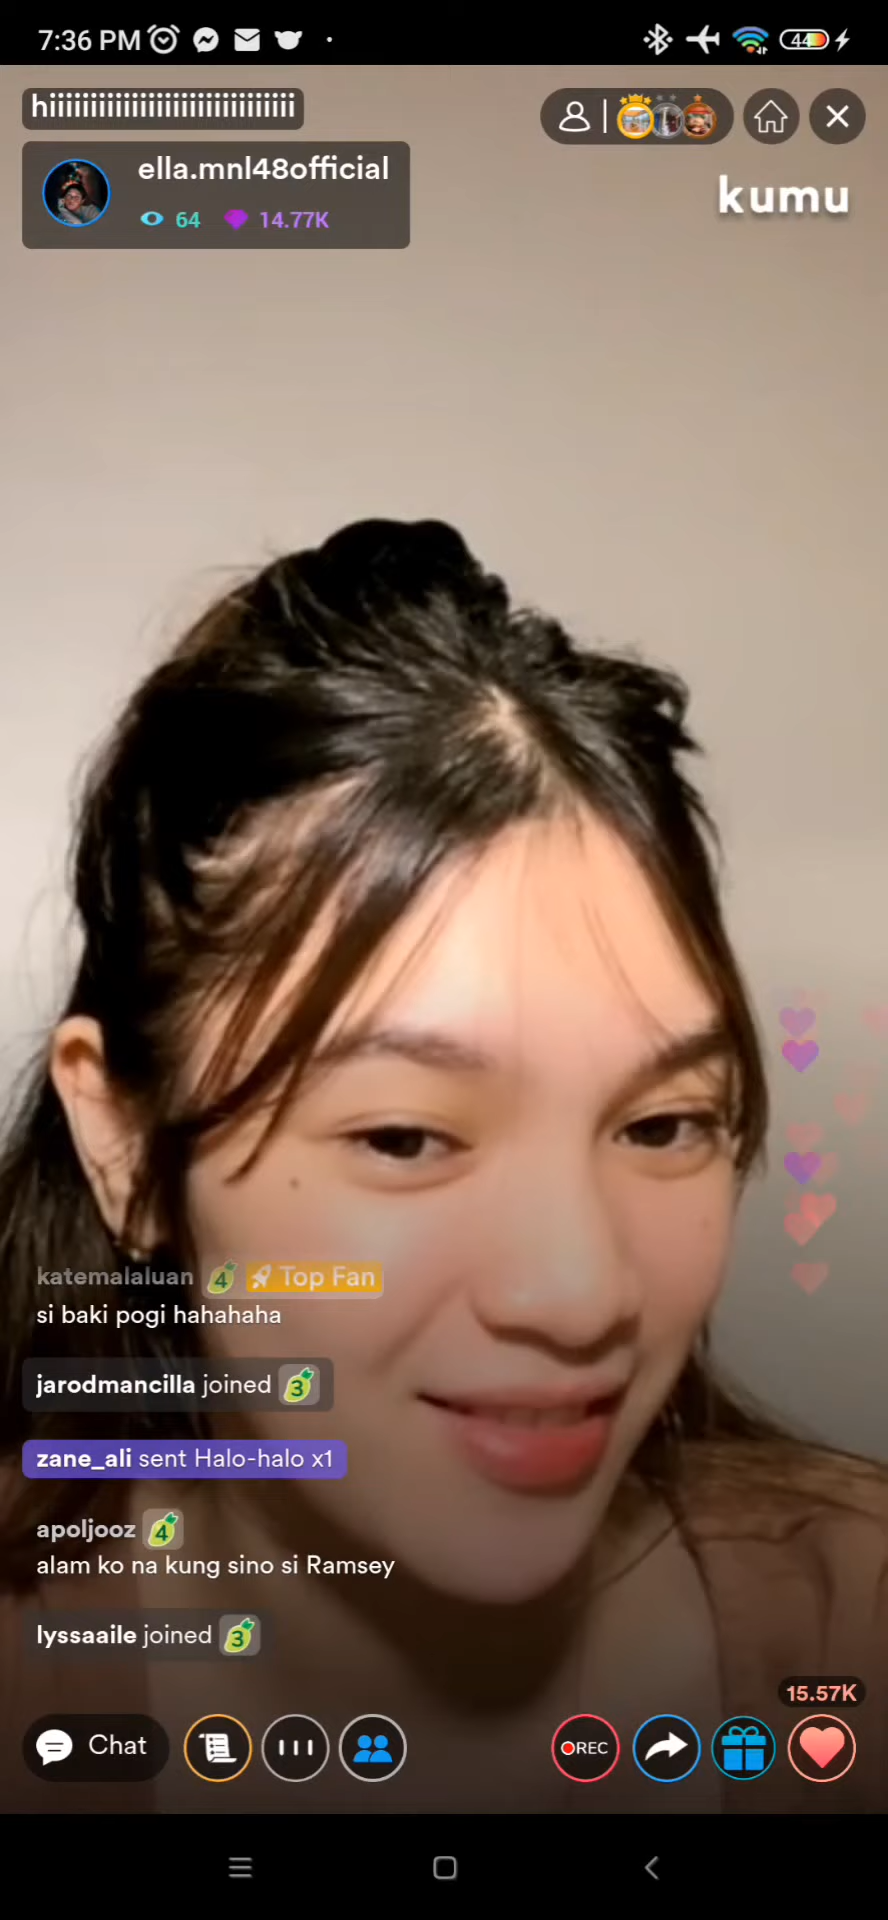 7:36 PM
44
hiiiiiiiiiiiiiiiiiiiiiiiiiiiii
ella.mnl48official
64 14.77K
kumu
katemalaluan 4 Top Fan
si baki pogi hahahaha
jarodmancilla joined 3
zane_ali sent Halo-halo x1
apoljooz 4
alam ko na kung sino si Ramsey
lyssaaile joined 3
15.57K
Chat
REC